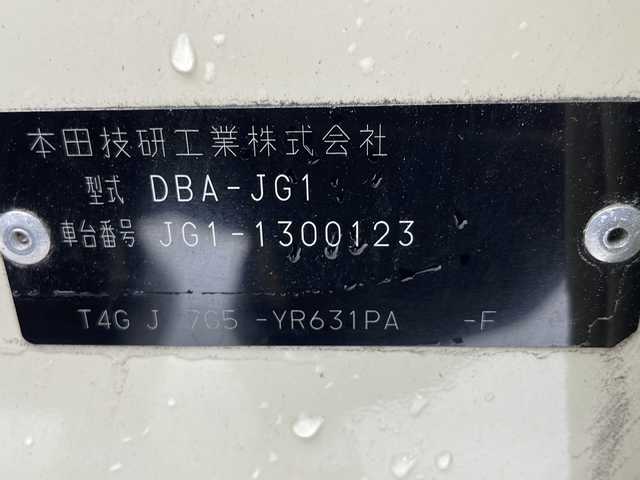 本田技研工業株式会社
型式 DBA-JG1
車台番号 JG1-1300123
T4G J 7G5 -YR631PA -F